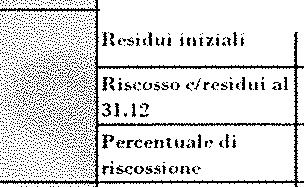 Residui iniziali
Riscosso c/residui al
31.12
Percentuale di
riscossione